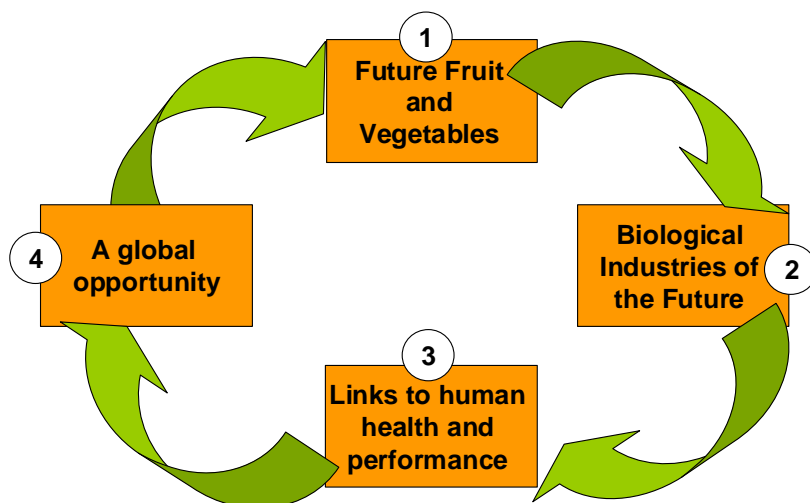 1
Future Fruit
and
Vegetables
2
Biological
Industries of
the Future
3
Links to human
health and
performance
4
A global
opportunity